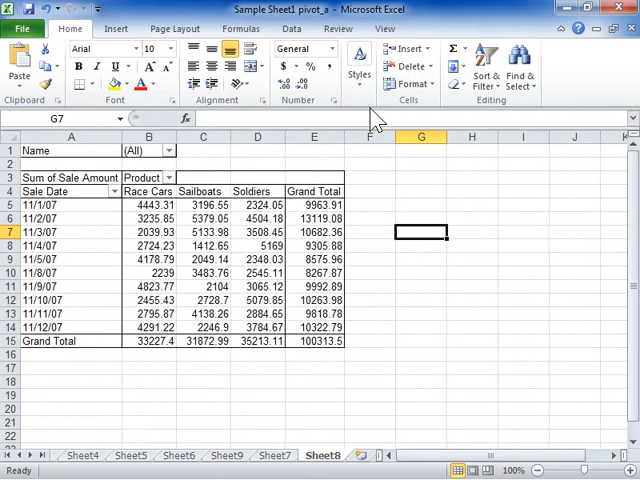 Sample Sheet1 pivot_a - Microsoft Excel
File Home Insert Page Layout Formulas Data Review View
Paste Arial 10 General Styles Insert Σ
B I U $ % , Delete Sort & Filter Find & Select
Format
Clipboard Font Alignment Number Cells Editing
G7 fx
A B C D E F G H I J K
1 Name (All)
2
3 Sum of Sale Amount Product
4 Sale Date Race Cars Sailboats Soldiers Grand Total
5 11/1/07 4443.31 3196.55 2324.05 9963.91
6 11/2/07 3235.85 5379.05 4504.18 13119.08
7 11/3/07 2039.93 5133.98 3508.45 10682.36
8 11/4/07 2724.23 1412.65 5169 9305.88
9 11/5/07 4178.79 2049.14 2348.03 8575.96
10 11/8/07 2239 3483.76 2545.11 8267.87
11 11/9/07 4823.77 2104 3065.12 9992.89
12 11/10/07 2455.43 2728.7 5079.85 10263.98
13 11/11/07 2795.87 4138.26 2884.65 9818.78
14 11/12/07 4291.22 2246.9 3784.67 10322.79
15 Grand Total 33227.4 31872.99 35213.11 100313.5
16
17
18
19
20
21
22
Sheet4 Sheet5 Sheet6 Sheet9 Sheet7 Sheet8
Ready 100%